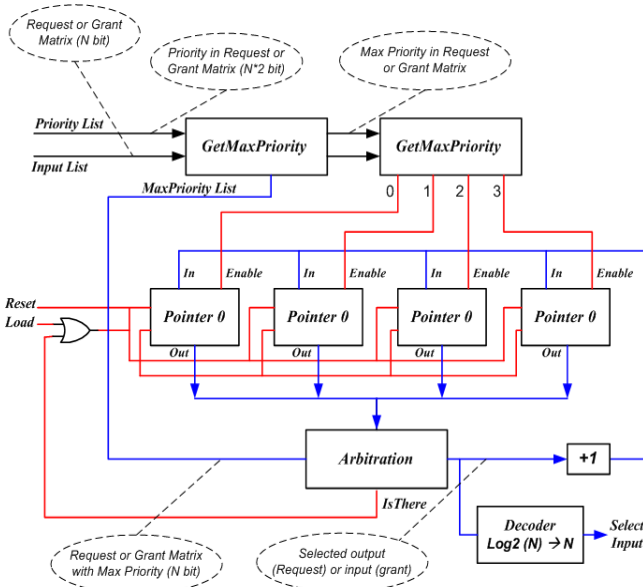 Request or Grant
Matrix (N bit)
Priority in Request or
Grant Matrix (N*2 bit)
Max Priority in Request
or Grant Matrix
Priority List
Input List
GetMaxPriority
GetMaxPriority
MaxPriority List
0 1 2 3
In Enable In Enable In Enable In Enable
Reset
Load
Pointer 0 Pointer 0 Pointer 0 Pointer 0
Out Out Out Out
Arbitration
+1
IsThere
Request or Grant Matrix
with Max Priority (N bit)
Selected output
(Request) or input (grant)
Decoder
Log2 (N) → N
Select
Input